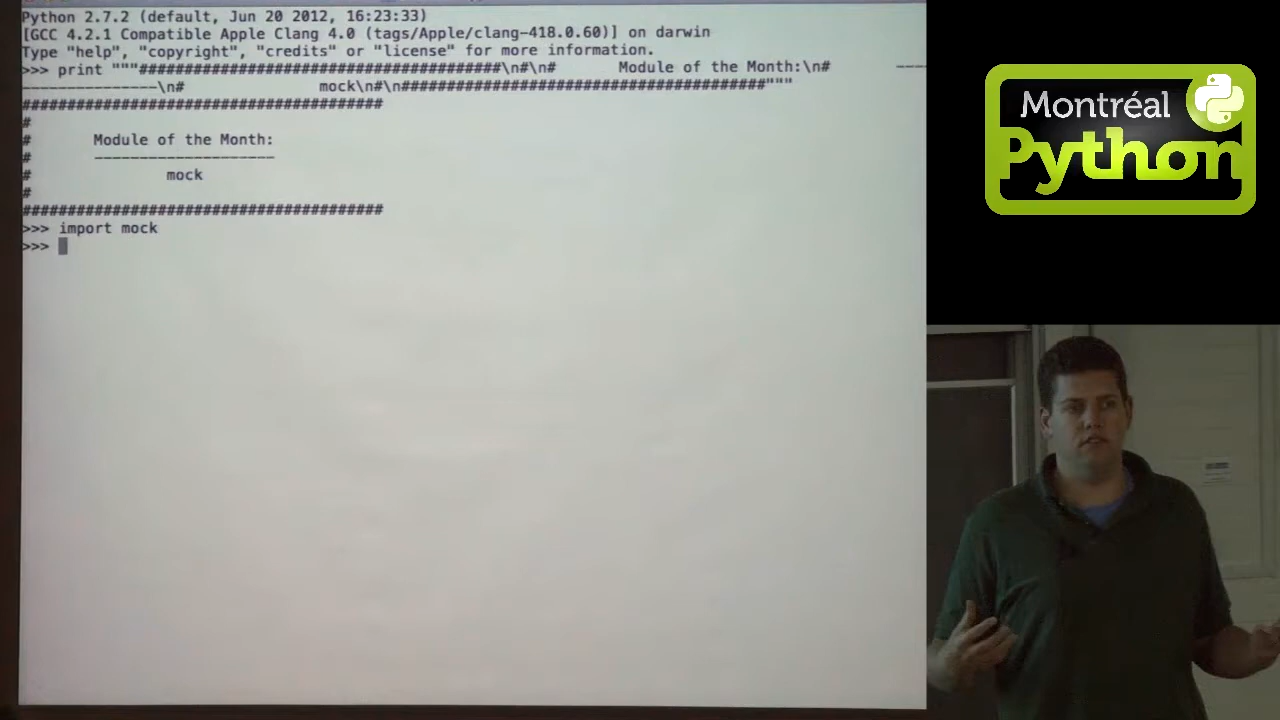 Python 2.7.2 (default, Jun 20 2012, 16:23:33)
[GCC 4.2.1 Compatible Apple Clang 4.0 (tags/Apple/clang-418.0.60)] on darwin
Type "help", "copyright", "credits" or "license" for more information.
>>> print """########################################\n#\n#       Module of the Month:\n#       ----
---------------\n#               mock\n#\n########################################"""
########################################
#
#       Module of the Month:
#       --------------------
#               mock
#
########################################
>>> import mock
>>>
Montréal
Python